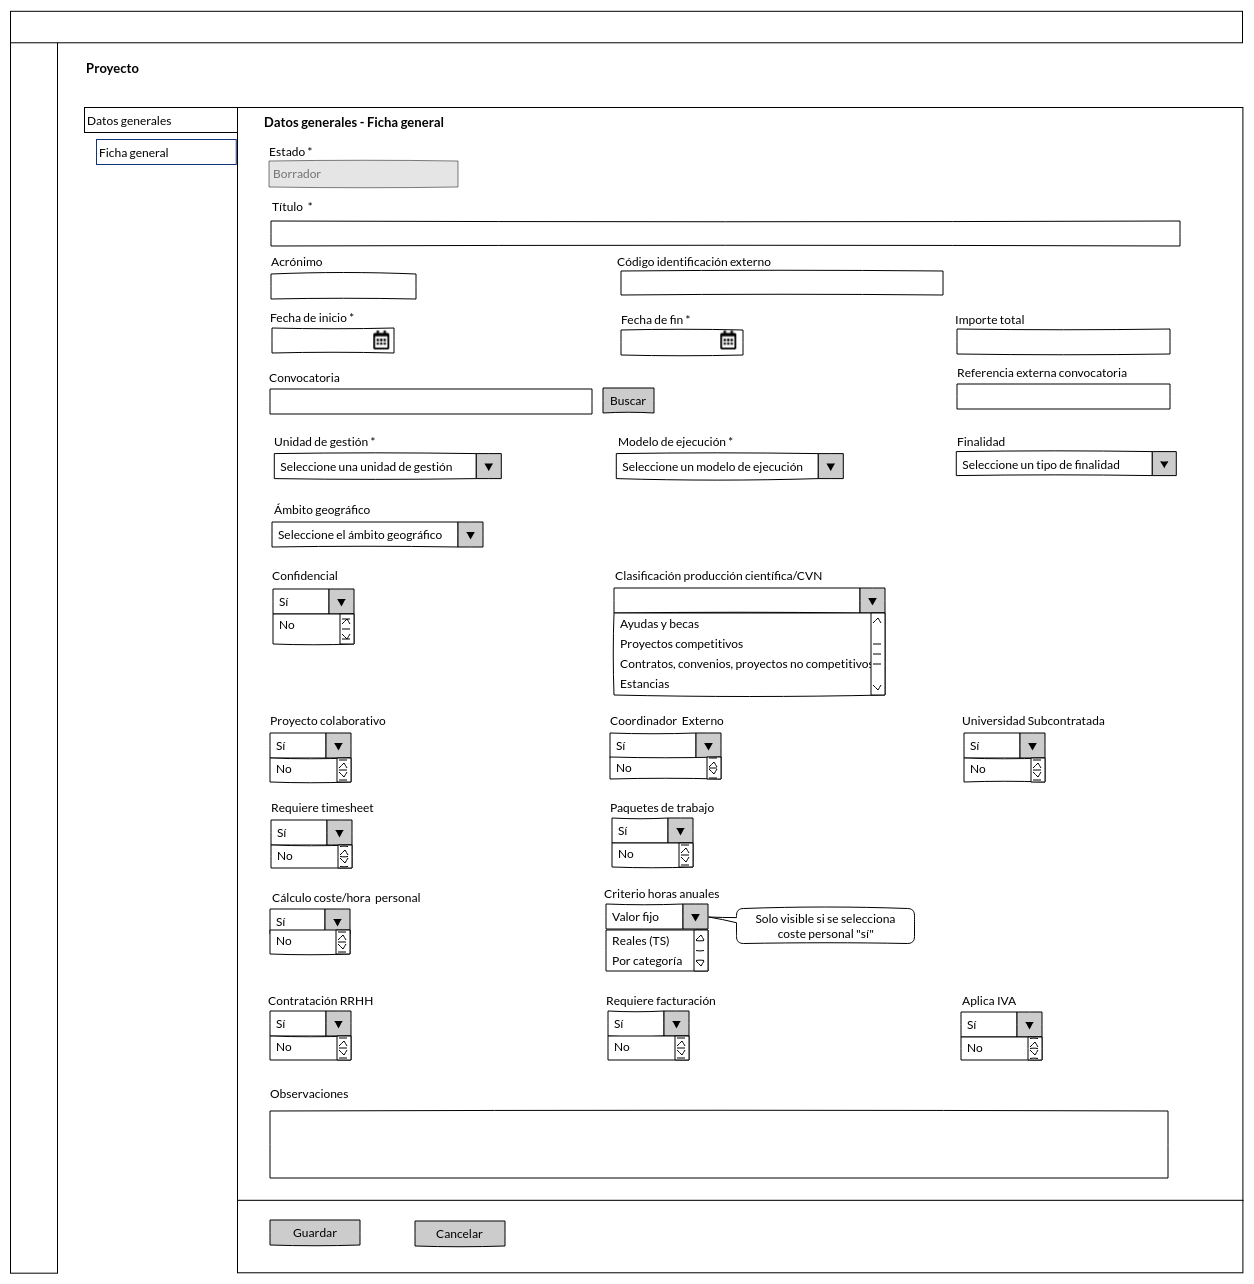 Proyecto
Datos generales
Ficha general
Datos generales - Ficha general
Estado *
Borrador
Título *
Acrónimo
Código identificación externo
Fecha de inicio *
Fecha de fin *
Importe total
Convocatoria
Buscar
Referencia externa convocatoria
Unidad de gestión *
Modelo de ejecución *
Finalidad
Seleccione una unidad de gestión
Seleccione un modelo de ejecución
Seleccione un tipo de finalidad
Ámbito geográfico
Seleccione el ámbito geográfico
Confidencial
Sí
No
Clasificación producción científica/CVN
Ayudas y becas
Proyectos competitivos
Contratos, convenios, proyectos no competitivos
Estancias
Proyecto colaborativo
Sí
No
Coordinador Externo
Sí
No
Universidad Subcontratada
Sí
No
Requiere timesheet
Sí
No
Paquetes de trabajo
Sí
No
Cálculo coste/hora personal
Sí
No
Criterio horas anuales
Valor fijo
Reales (TS)
Por categoría
Solo visible si se selecciona
coste personal "sí"
Contratación RRHH
Sí
No
Requiere facturación
Sí
No
Aplica IVA
Sí
No
Observaciones
Guardar
Cancelar